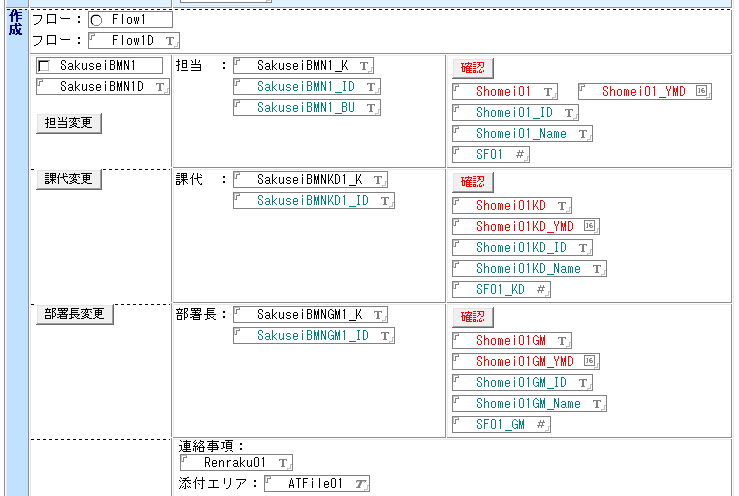 作成
フロー： Flow1
フロー： Flow1D T
SakuseiBMN1
SakuseiBMN1D T
担当変更
担当 ： SakuseiBMN1_K T
SakuseiBMN1_ID T
SakuseiBMN1_BU T
確認
Shomei01 T Shomei01_YMD 16
Shomei01_ID T
Shomei01_Name T
SF01 #
課代変更
課代 ： SakuseiBMNKD1_K T
SakuseiBMNKD1_ID T
確認
Shomei01KD T
Shomei01KD_YMD 16
Shomei01KD_ID T
Shomei01KD_Name T
SF01_KD #
部署長変更
部署長： SakuseiBMNGM1_K T
SakuseiBMNGM1_ID T
確認
Shomei01GM T
Shomei01GM_YMD 16
Shomei01GM_ID T
Shomei01GM_Name T
SF01_GM #
連絡事項：
Renraku01 T
添付エリア： ATFile01 T